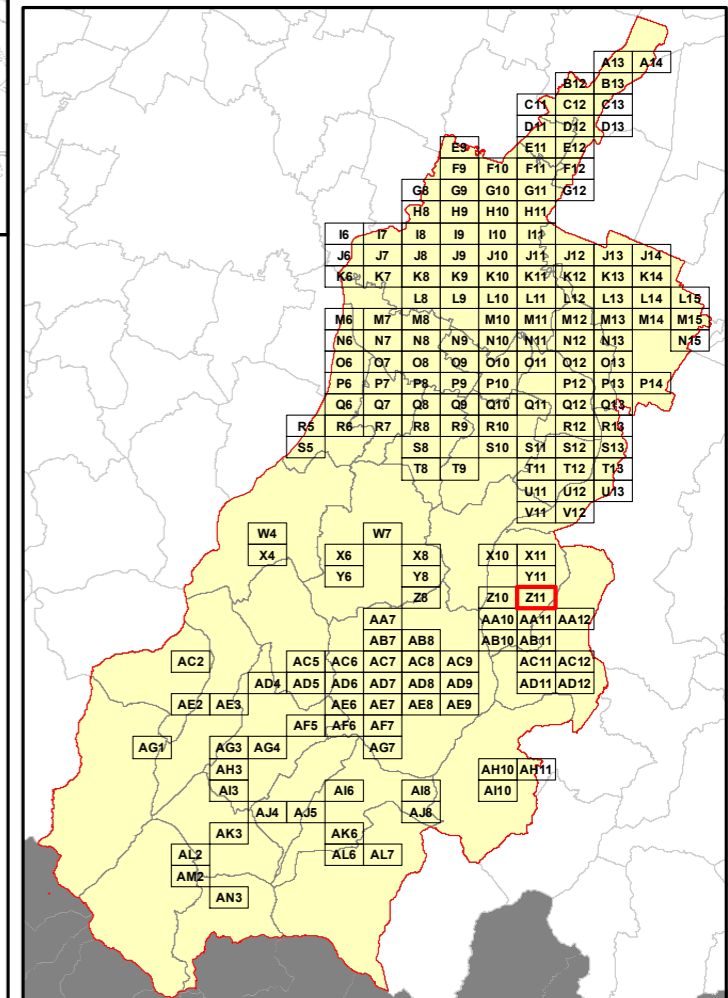 A13 A14
B12 B13
C11 C12 C13
D11 D12 D13
E9 E11 E12
F9 F10 F11 F12
G8 G9 G10 G11 G12
H8 H9 H10 H11
I6 I7 I8 I9 I10 I11
J6 J7 J8 J9 J10 J11 J12 J13 J14
K6 K7 K8 K9 K10 K11 K12 K13 K14
L8 L9 L10 L11 L12 L13 L14 L15
M6 M7 M8 M10 M11 M12 M13 M14 M15
N6 N7 N8 N9 N10 N11 N12 N13 N15
O6 O7 O8 O9 O10 O11 O12 O13
P6 P7 P8 P9 P10 P12 P13 P14
Q6 Q7 Q8 Q9 Q10 Q11 Q12 Q13
R5 R6 R7 R8 R9 R10 R12 R13
S5 S8 S10 S11 S12 S13
T8 T9 T11 T12 T13
U11 U12 U13
V11 V12
W4 W7
X4 X6 X8 X10 X11
Y6 Y8 Y11
Z8 Z10 Z11
AA7 AA10 AA11 AA12
AB7 AB8 AB10 AB11
AC2 AC5 AC6 AC7 AC8 AC9 AC11 AC12
AD4 AD5 AD6 AD7 AD8 AD9 AD11 AD12
AE2 AE3 AE6 AE7 AE8 AE9
AF5 AF6 AF7
AG1 AG3 AG4 AG7
AH3 AH10 AH11
AI3 AI6 AI8 AI10
AJ4 AJ5 AJ8
AK3 AK6
AL2 AL6 AL7
AM2
AN3